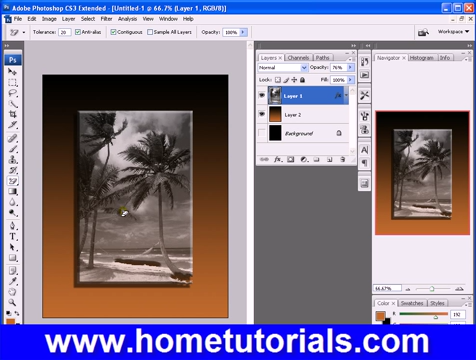 Adobe Photoshop CS3 Extended - [Untitled-1 @ 66.7% (Layer 1, RGB/8)]
File Edit Image Layer Select Filter Analysis View Window Help
Tolerance: 20 Anti-alias Contiguous Sample All Layers Opacity: 100%
Workspace
Layers Channels Paths
Normal Opacity: 76%
Lock: Fill: 100%
Layer 1
Layer 2
Background
Navigator Histogram Info
66.67%
Color Swatches Styles
R 192
G
B
www.hometutorials.com